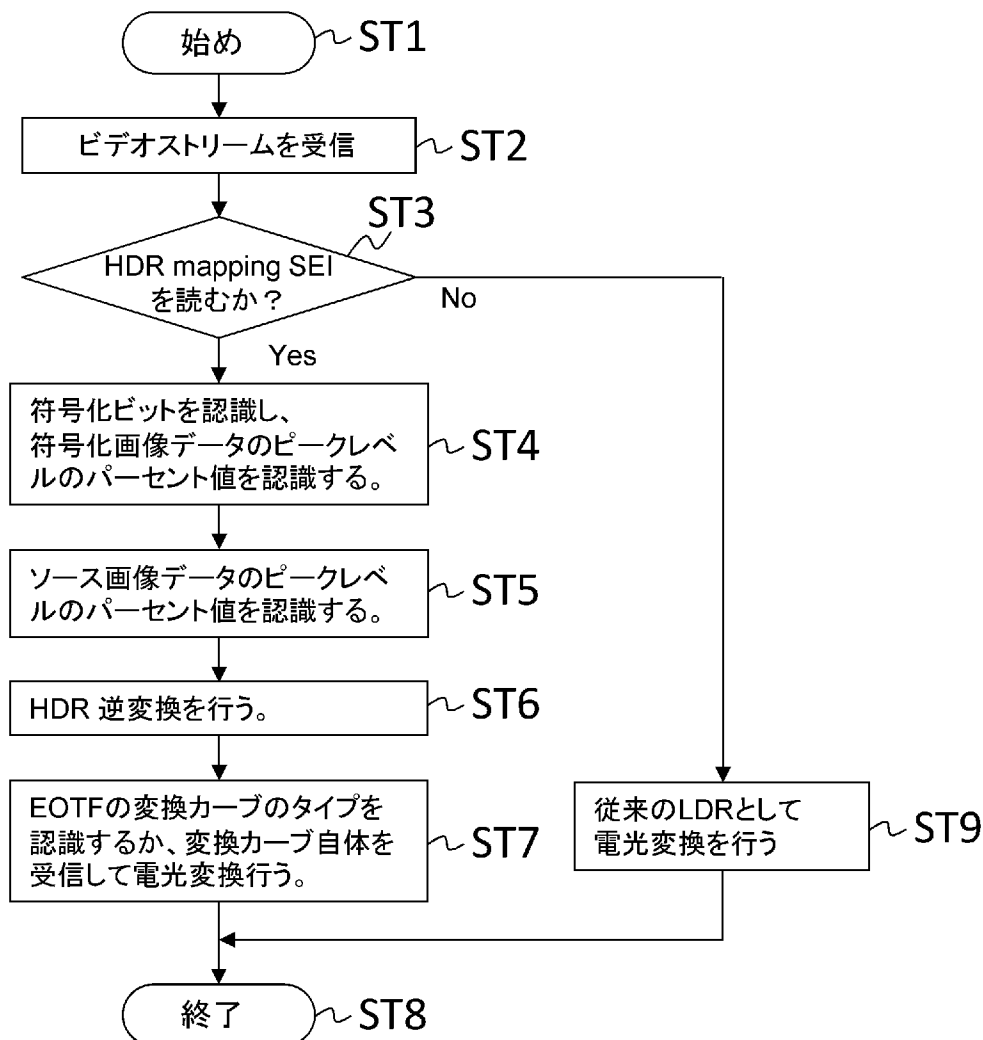 始め
ST1
ビデオストリームを受信
ST2
ST3
HDR mapping SEI
を読むか？
No
Yes
符号化ビットを認識し、
符号化画像データのピークレベ
ルのパーセント値を認識する。
ST4
ソース画像データのピークレベ
ルのパーセント値を認識する。
ST5
HDR 逆変換を行う。
ST6
EOTFの変換カーブのタイプを
認識するか、変換カーブ自体を
受信して電光変換行う。
ST7
従来のLDRとして
電光変換を行う
ST9
終了
ST8